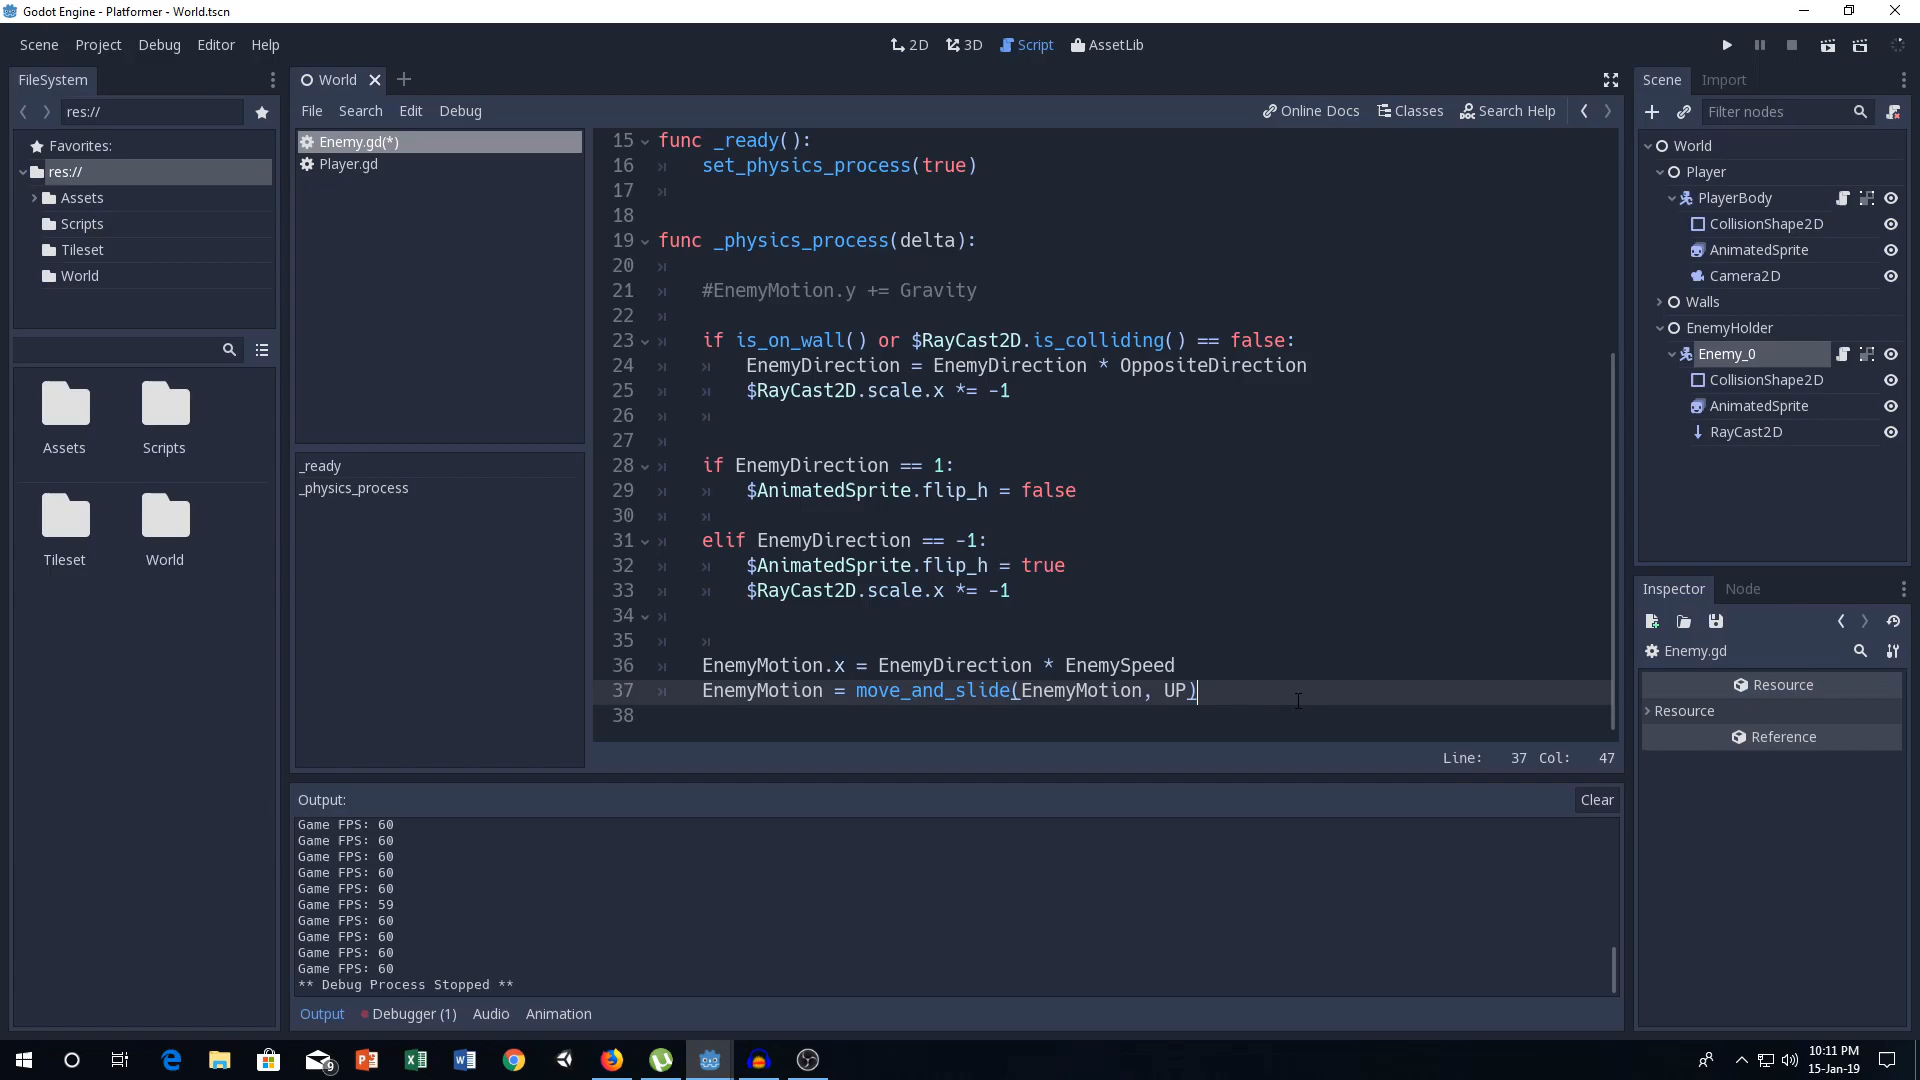 Godot Engine - Platformer - World.tscn
Scene Project Debug Editor Help
2D 3D Script AssetLib
FileSystem
res://
Favorites:
res://
Assets
Scripts
Tileset
World
Assets Scripts
Tileset World
World
File Search Edit Debug
Online Docs Classes Search Help
Enemy.gd(*)
Player.gd
_ready
_physics_process
15 func _ready():
16 set_physics_process(true)
17
18
19 func _physics_process(delta):
20
21 #EnemyMotion.y += Gravity
22
23 if is_on_wall() or $RayCast2D.is_colliding() == false:
24 EnemyDirection = EnemyDirection * OppositeDirection
25 $RayCast2D.scale.x *= -1
26
27
28 if EnemyDirection == 1:
29 $AnimatedSprite.flip_h = false
30
31 elif EnemyDirection == -1:
32 $AnimatedSprite.flip_h = true
33 $RayCast2D.scale.x *= -1
34
35
36 EnemyMotion.x = EnemyDirection * EnemySpeed
37 EnemyMotion = move_and_slide(EnemyMotion, UP)
38
Line: 37 Col: 47
Output: Clear
Game FPS: 60
Game FPS: 60
Game FPS: 60
Game FPS: 60
Game FPS: 60
Game FPS: 59
Game FPS: 60
Game FPS: 60
Game FPS: 60
Game FPS: 60
** Debug Process Stopped **
Output Debugger (1) Audio Animation
Scene Import
Filter nodes
World
Player
PlayerBody
CollisionShape2D
AnimatedSprite
Camera2D
Walls
EnemyHolder
Enemy_0
CollisionShape2D
AnimatedSprite
RayCast2D
Inspector Node
Enemy.gd
Resource
Resource
Reference
9
10:11 PM
15-Jan-19